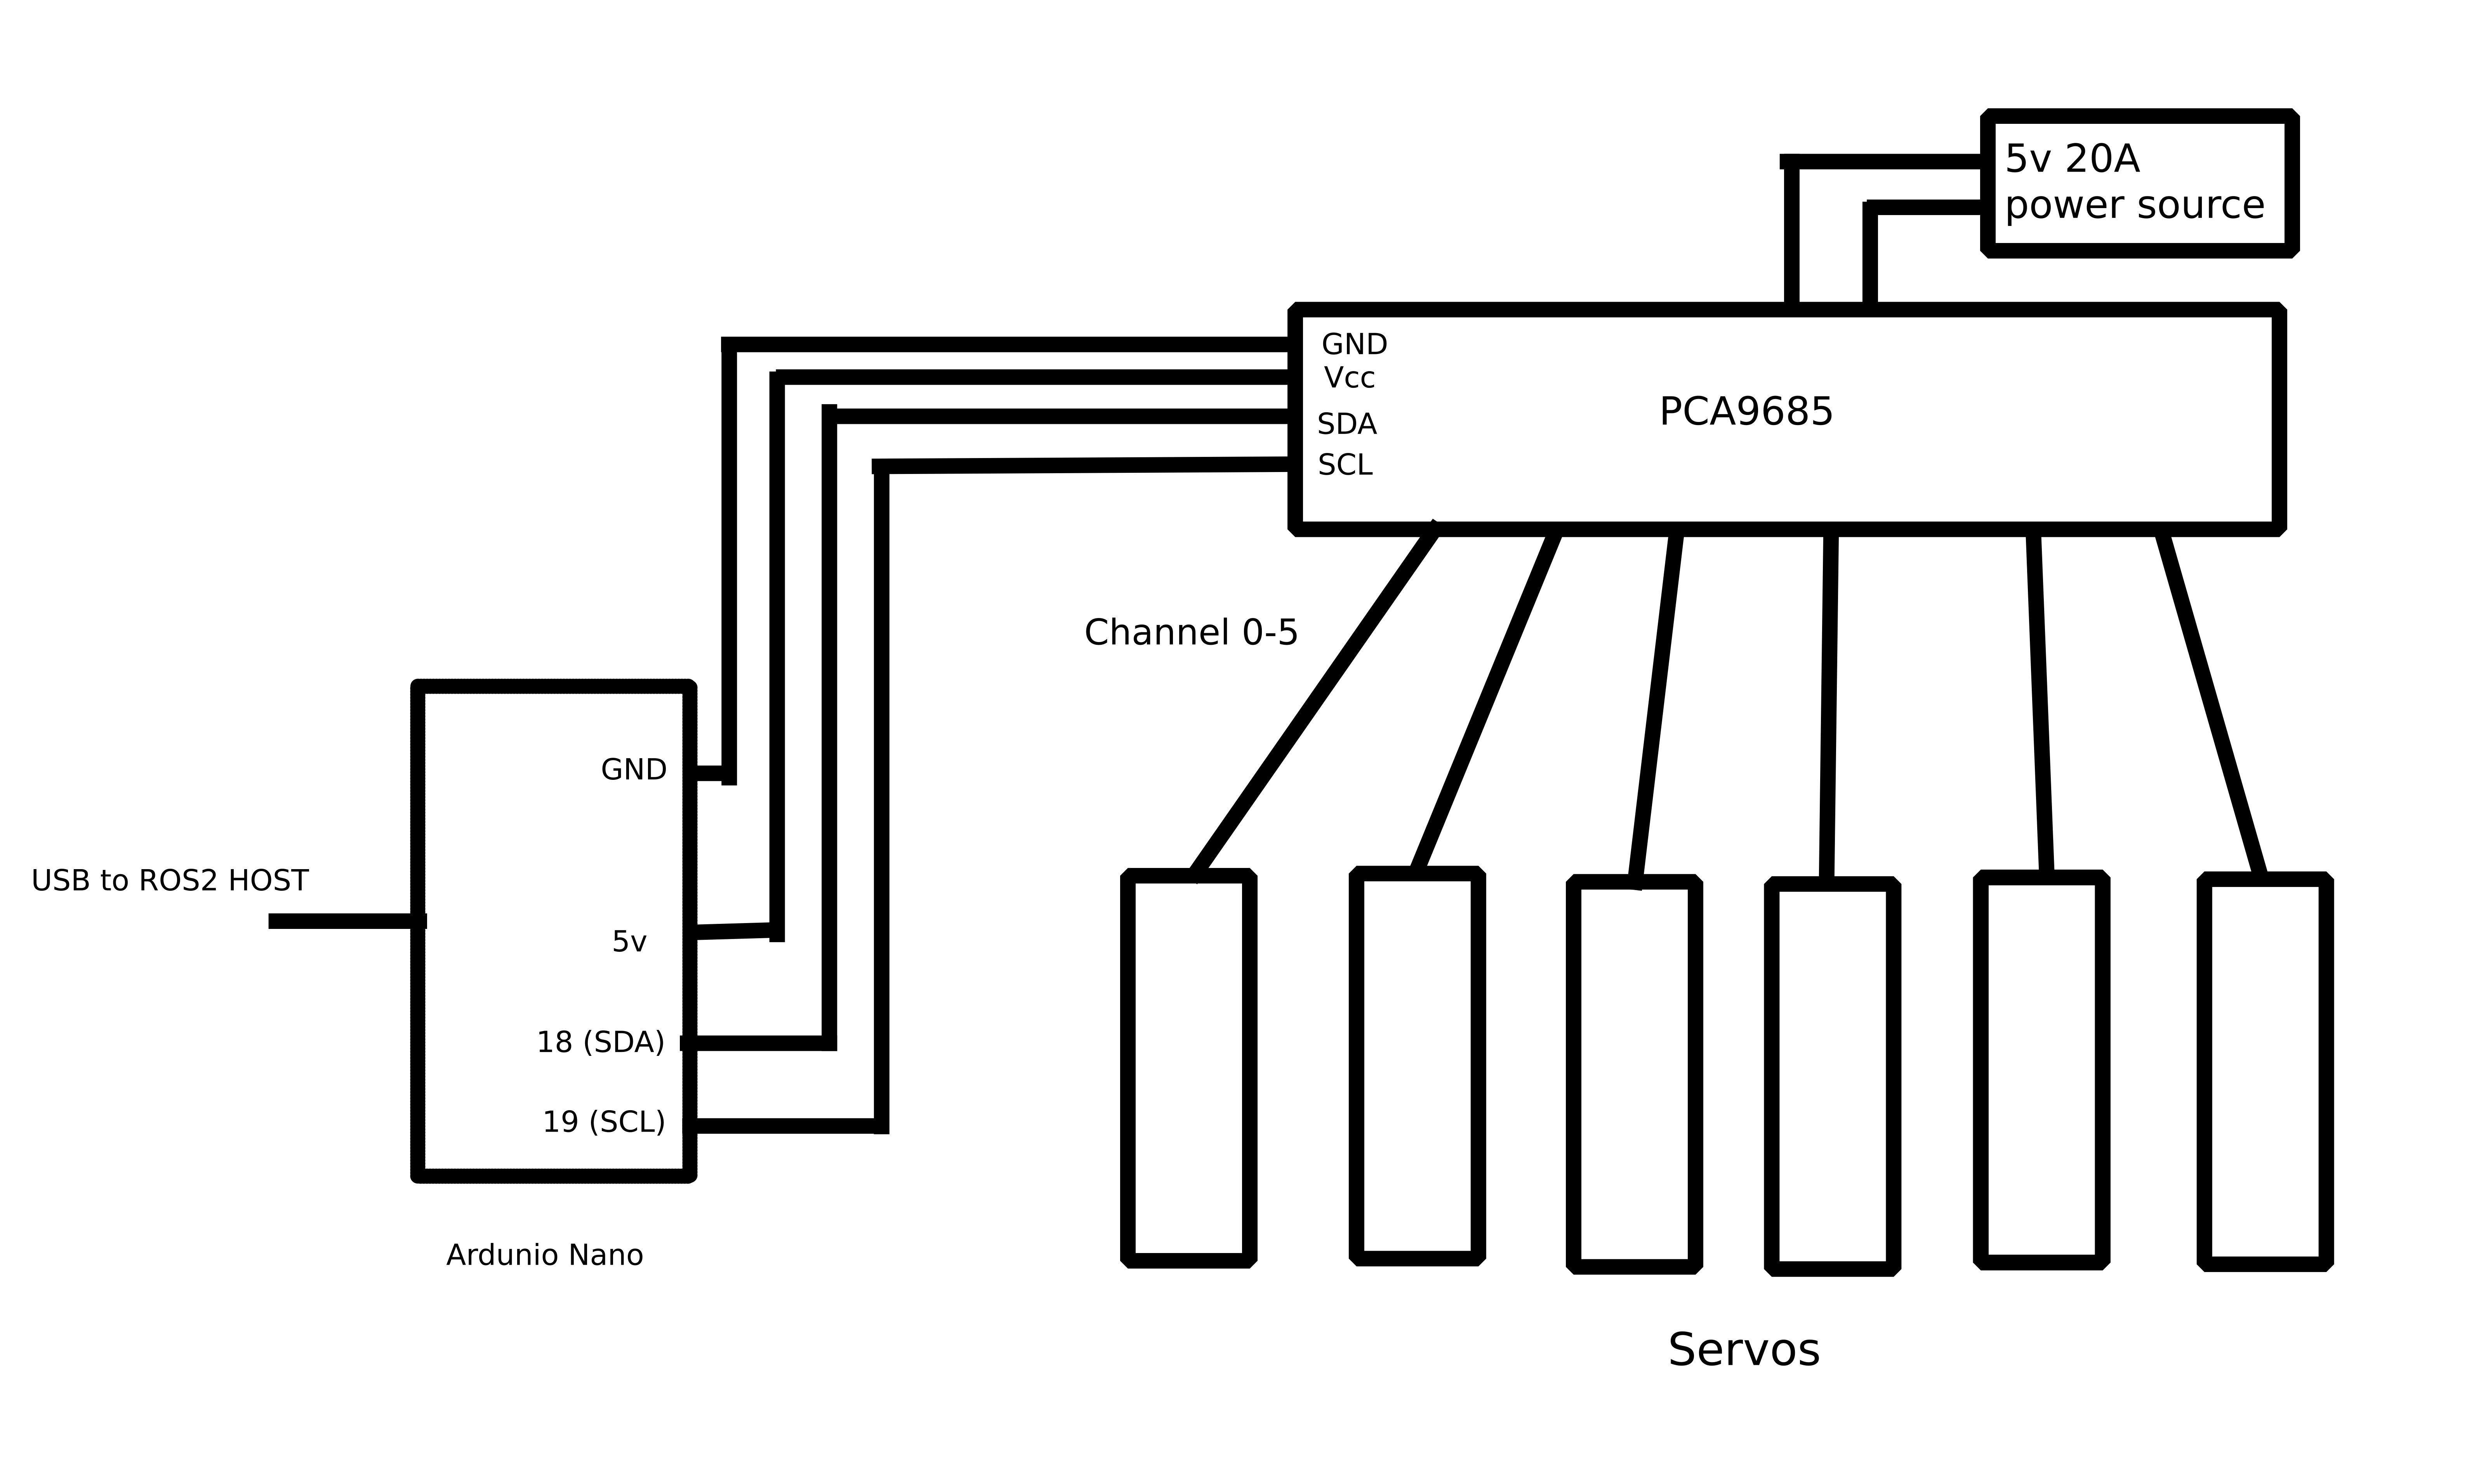 5v 20A
power source
GND
Vcc
SDA
SCL
PCA9685
Channel 0-5
GND
USB to ROS2 HOST
5v
18 (SDA)
19 (SCL)
Ardunio Nano
Servos